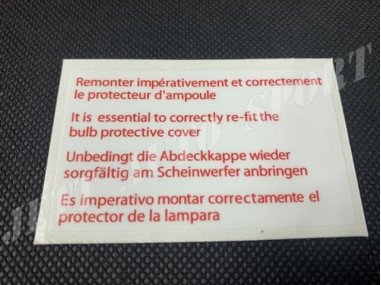 Remonter impérativement et correctement
le protecteur d'ampoule
It is essential to correctly re-fit the
bulb protective cover
Unbedingt die Abdeckkappe wieder
sorgfältig am Scheinwerfer anbringen
Es imperativo montar correctamente el
protector de la lampara